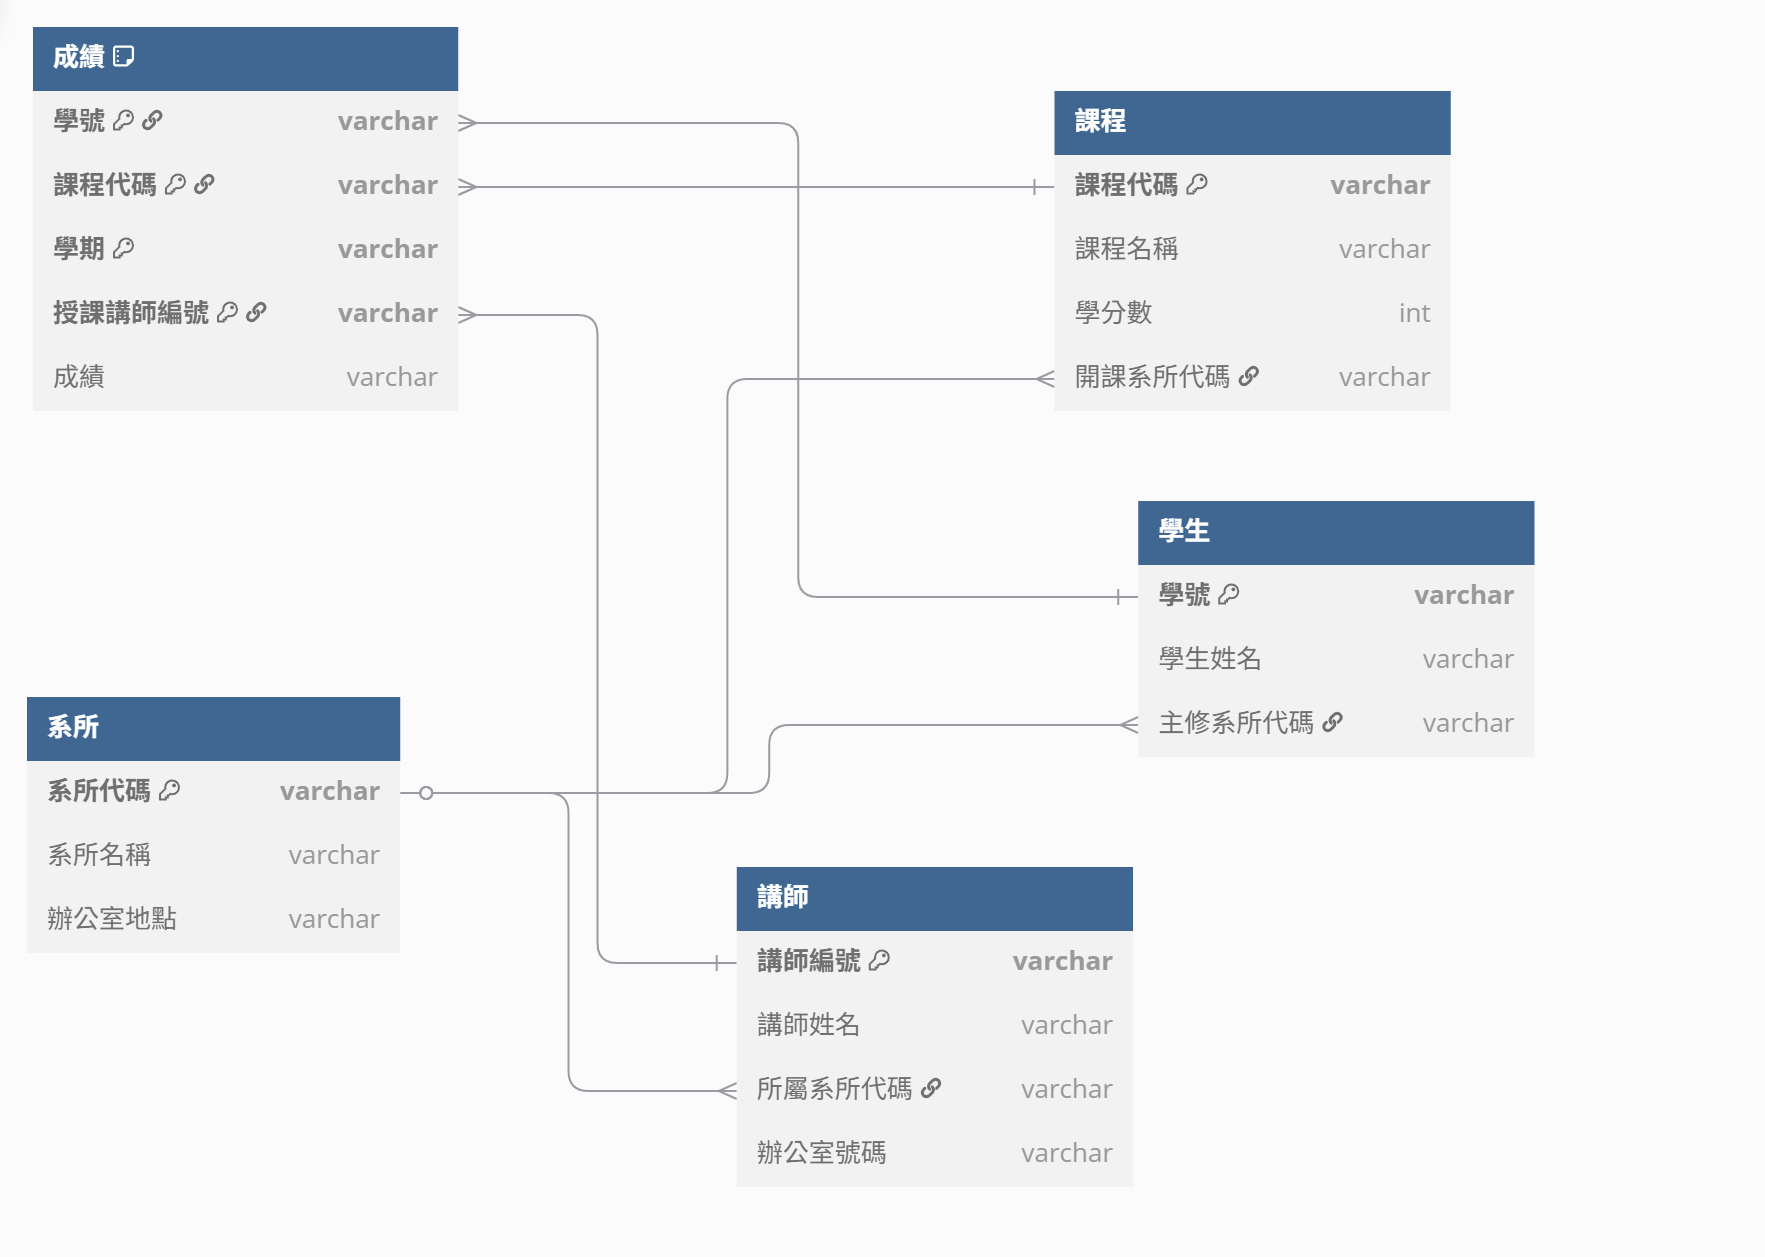 成績
學號 varchar
課程代碼 varchar
學期 varchar
授課講師編號 varchar
成績 varchar
課程
課程代碼 varchar
課程名稱 varchar
學分數 int
開課系所代碼 varchar
學生
學號 varchar
學生姓名 varchar
主修系所代碼 varchar
系所
系所代碼 varchar
系所名稱 varchar
辦公室地點 varchar
講師
講師編號 varchar
講師姓名 varchar
所屬系所代碼 varchar
辦公室號碼 varchar